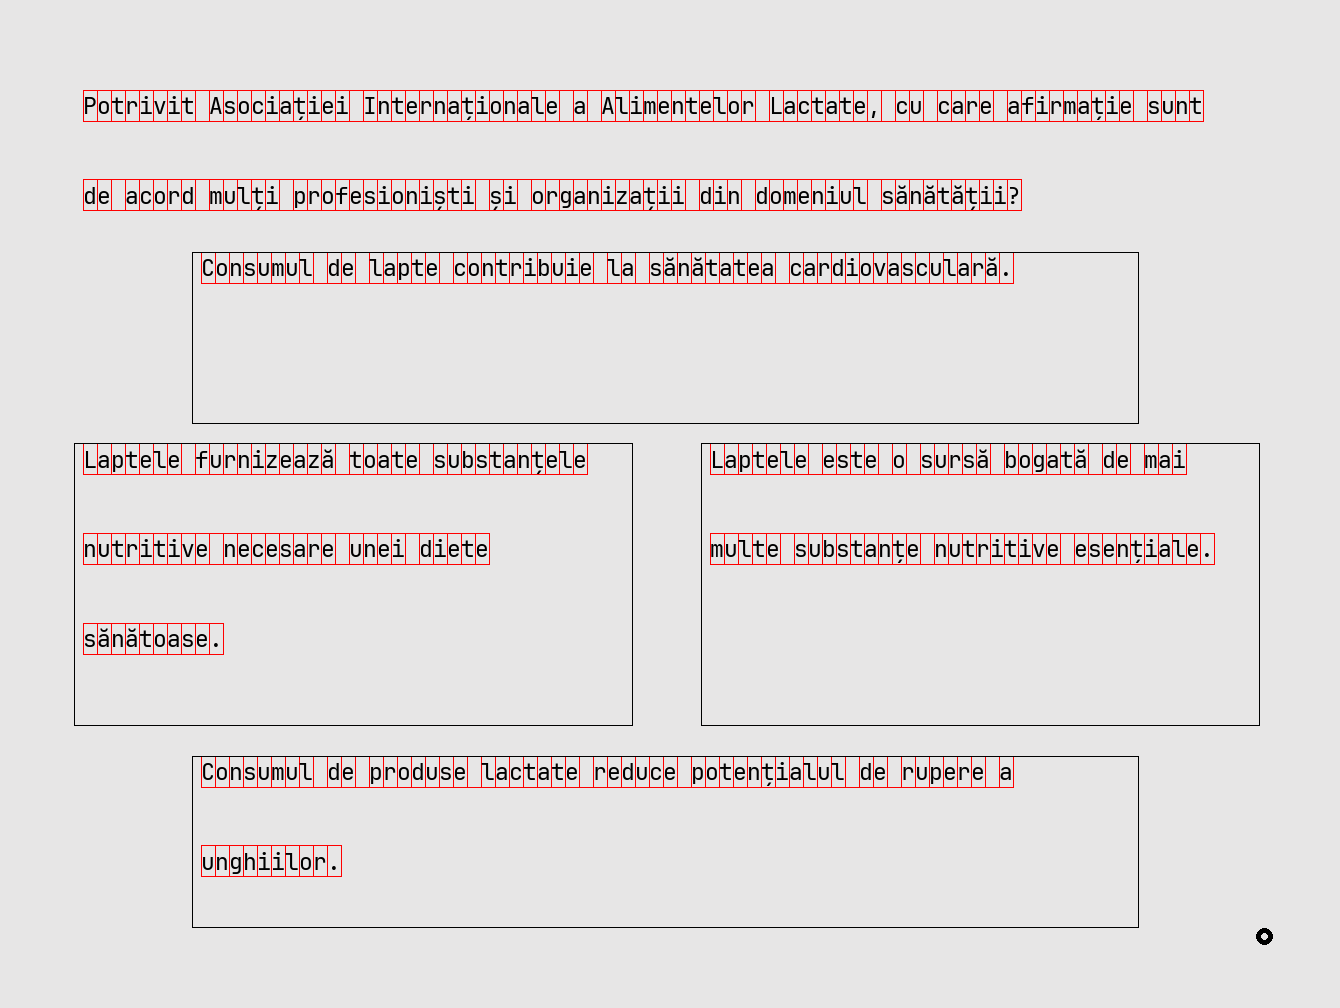 Potrivit Asociației Internaționale a Alimentelor Lactate, cu care afirmație sunt
de acord mulți profesioniști și organizații din domeniul sănătății?
Consumul de lapte contribuie la sănătatea cardiovasculară.
Laptele furnizează toate substanțele
nutritive necesare unei diete
sănătoase.
Laptele este o sursă bogată de mai
multe substanțe nutritive esențiale.
Consumul de produse lactate reduce potențialul de rupere a
unghiilor.